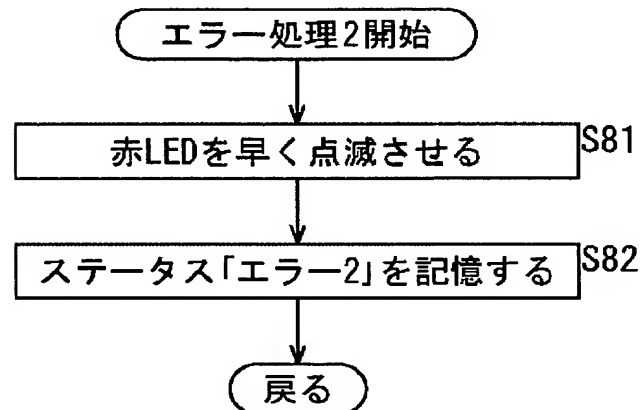 エラー処理2開始
赤LEDを早く点滅させる
S81
ステータス「エラー2」を記憶する
S82
戻る